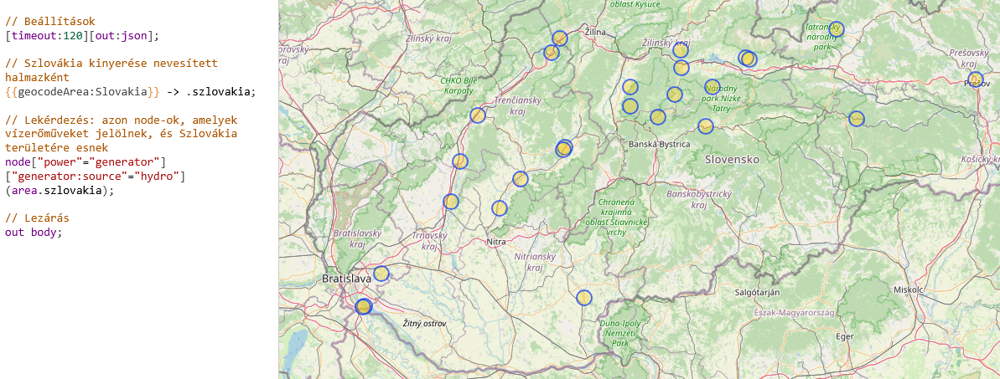 // Beállítások
[timeout:120][out:json];
// Szlovákia kinyerése nevesített
halmazként
{{geocodeArea:Slovakia}} -> .szlovakia;
// Lekérdezés: azon node-ok, amelyek
vízerőműveket jelölnek, és Szlovákia
területére esnek
node["power"="generator"]
["generator:source"="hydro"]
(area.szlovakia);
// Lezárás
out body;
oblasť Kysuce
Žilina
Zlínský kraj
Žilinský kraj
Tatranský
národný
park
Prešovský
kraj
oravský
kraj
CHKO Bílé
Karpaty
Trenčiansky
kraj
Národný
park Nízke
Tatry
Prešov
Banská Bystrica
Slovensko
Košický kraj
Banskobystrický
kraj
Chránená
krajinná
oblasť Štiavnické
vrchy
Bratislavský
kraj
Trnavský
kraj
Nitra
Nitriansky
kraj
Bratislava
Salgótarján
Miskolc
Észak-Magyarország
Žitný ostrov
Duna-Ipoly
Nemzeti
Park
Eger